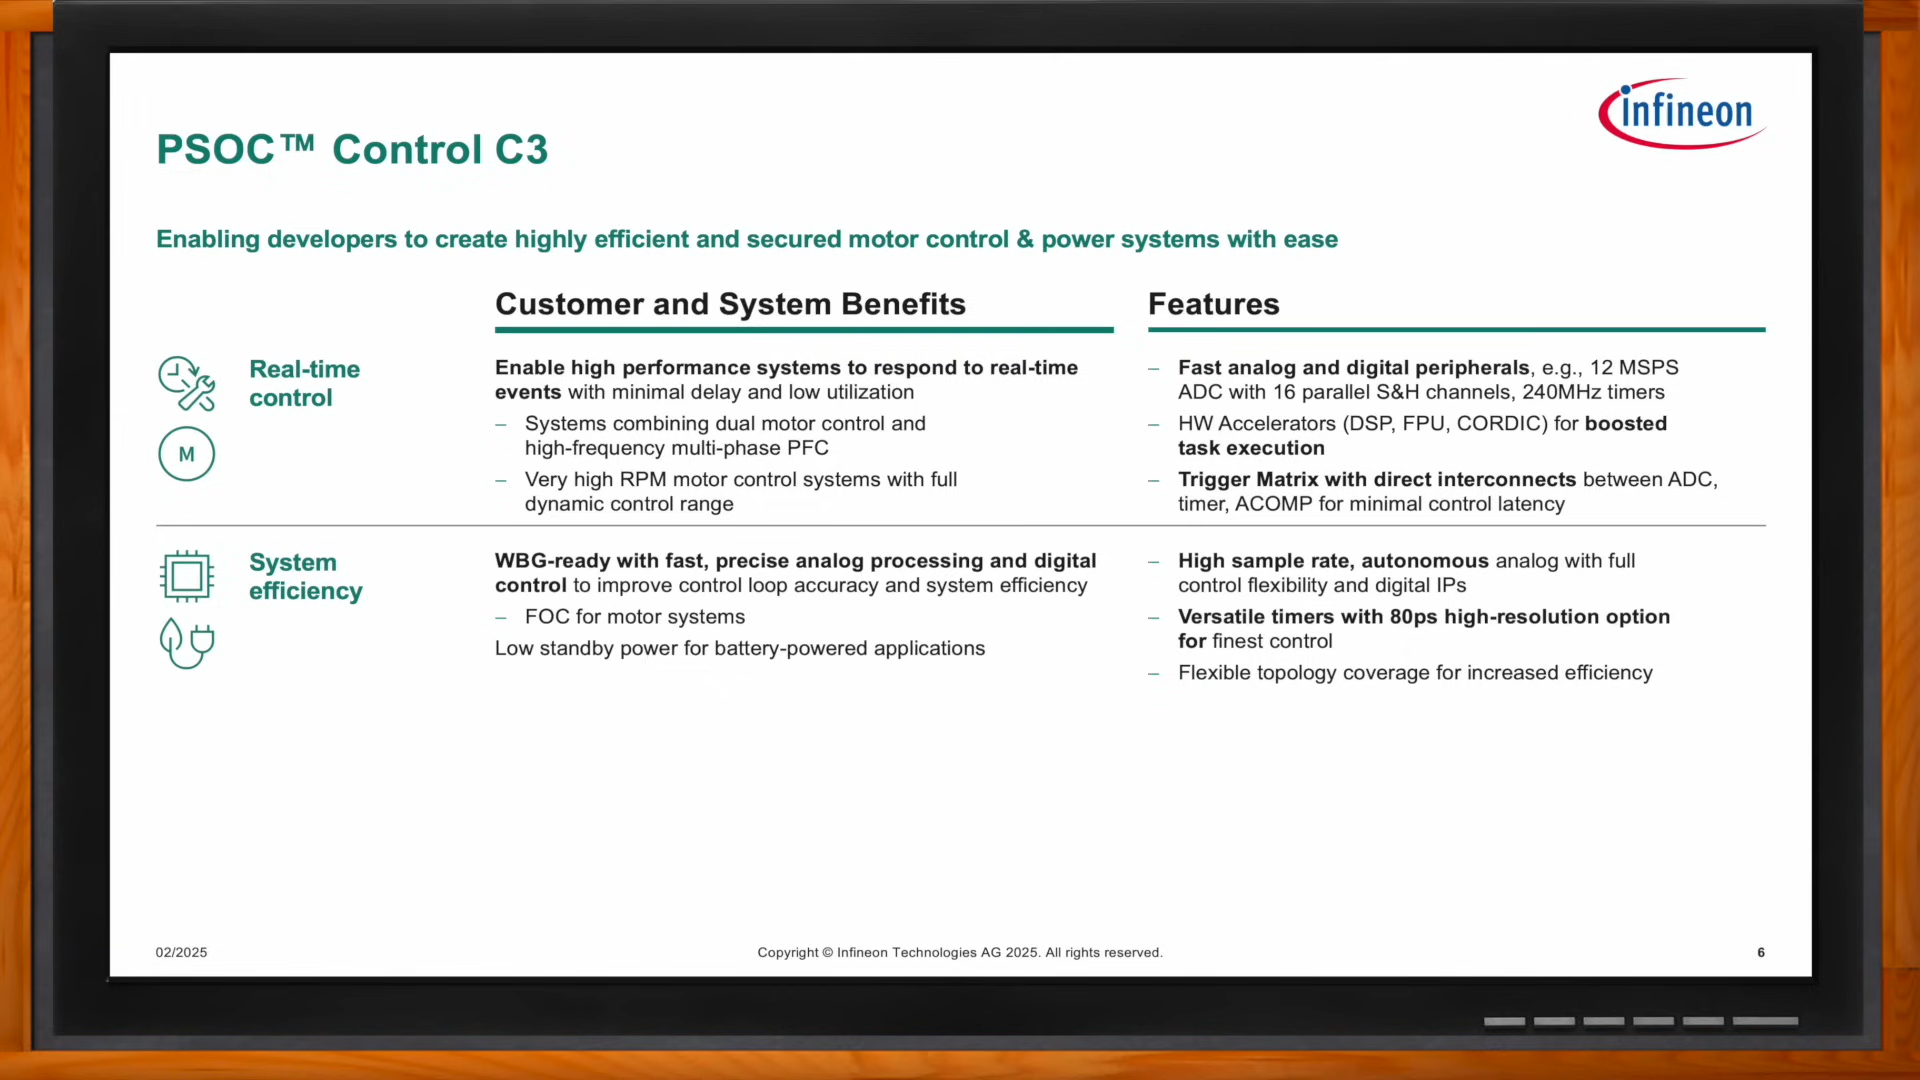 infineon
PSOC™ Control C3
Enabling developers to create highly efficient and secured motor control & power systems with ease
Customer and System Benefits
Features
Real-time
control
M
Enable high performance systems to respond to real-time
events with minimal delay and low utilization
– Systems combining dual motor control and
high-frequency multi-phase PFC
– Very high RPM motor control systems with full
dynamic control range
– Fast analog and digital peripherals, e.g., 12 MSPS
ADC with 16 parallel S&H channels, 240MHz timers
– HW Accelerators (DSP, FPU, CORDIC) for boosted
task execution
– Trigger Matrix with direct interconnects between ADC,
timer, ACOMP for minimal control latency
System
efficiency
WBG-ready with fast, precise analog processing and digital
control to improve control loop accuracy and system efficiency
– FOC for motor systems
Low standby power for battery-powered applications
– High sample rate, autonomous analog with full
control flexibility and digital IPs
– Versatile timers with 80ps high-resolution option
for finest control
– Flexible topology coverage for increased efficiency
02/2025
Copyright © Infineon Technologies AG 2025. All rights reserved.
6